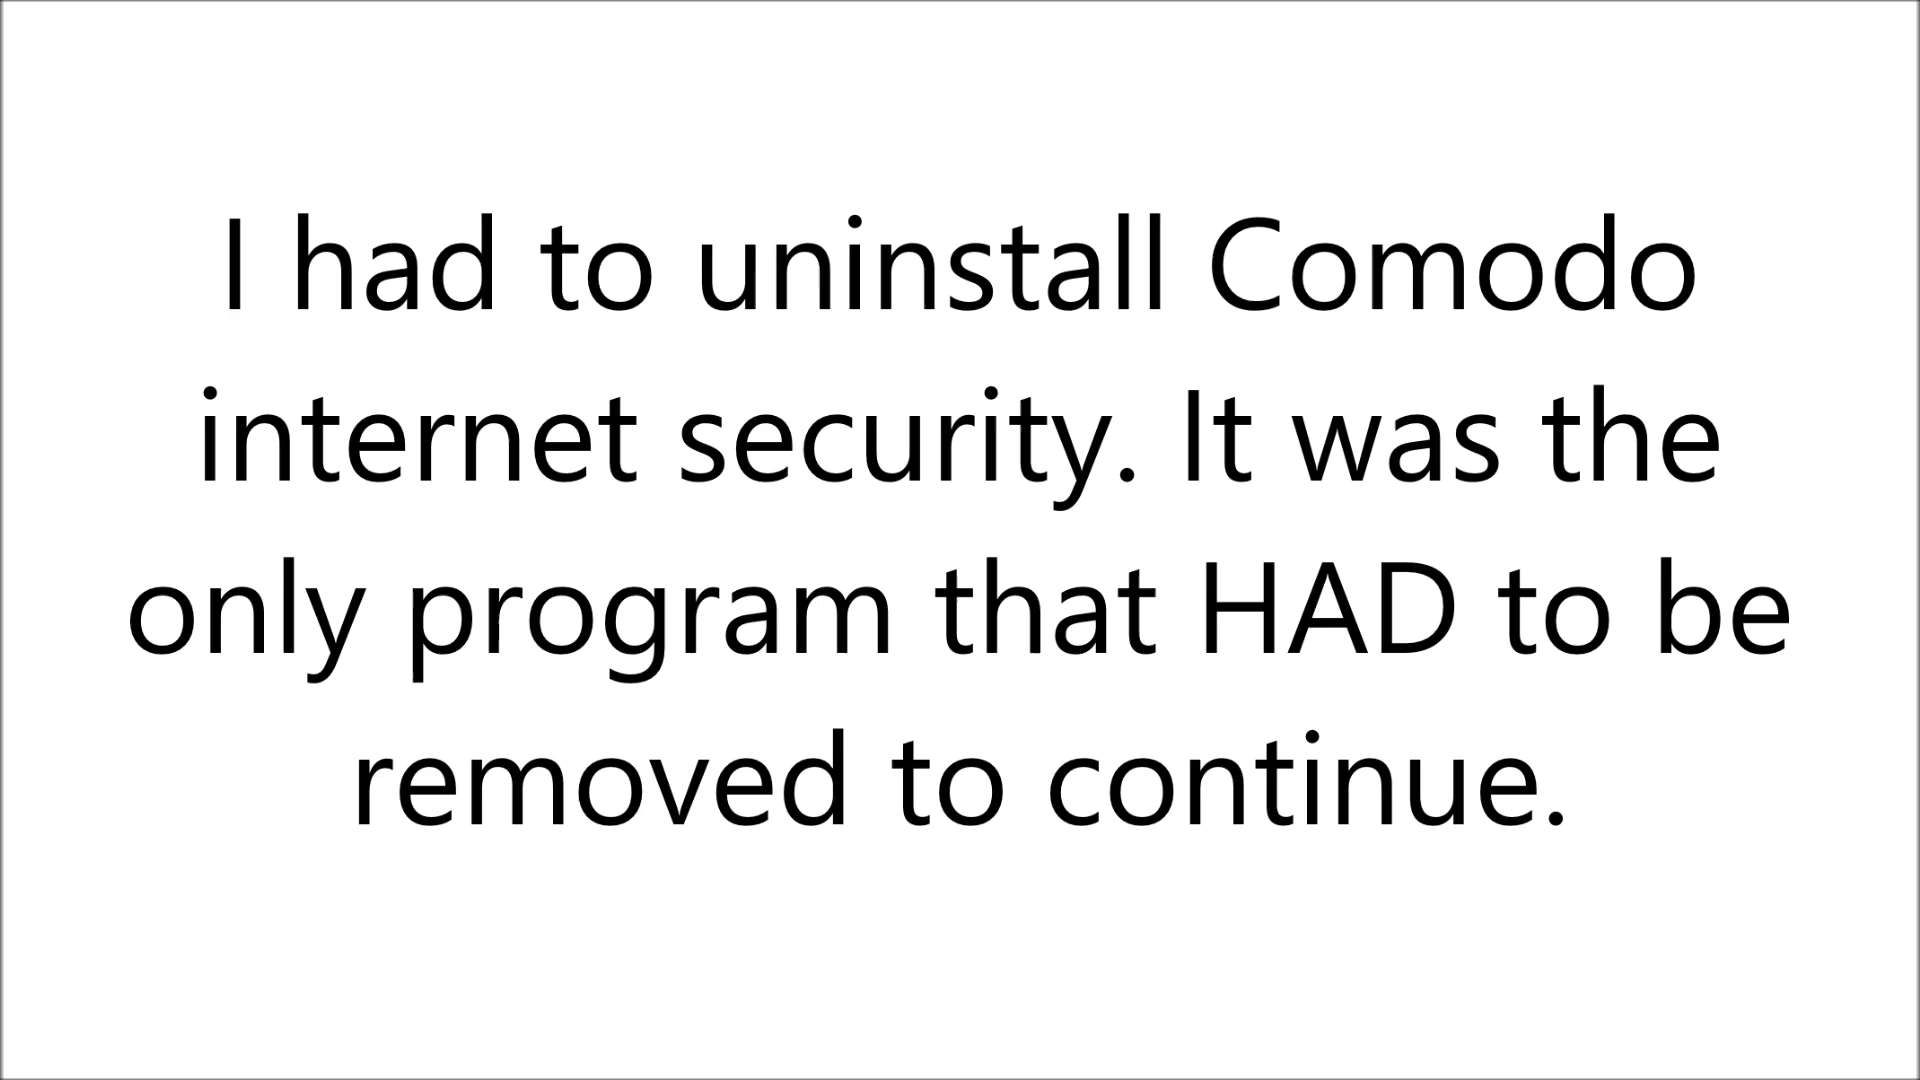 I had to uninstall Comodo
internet security. It was the
only program that HAD to be
removed to continue.